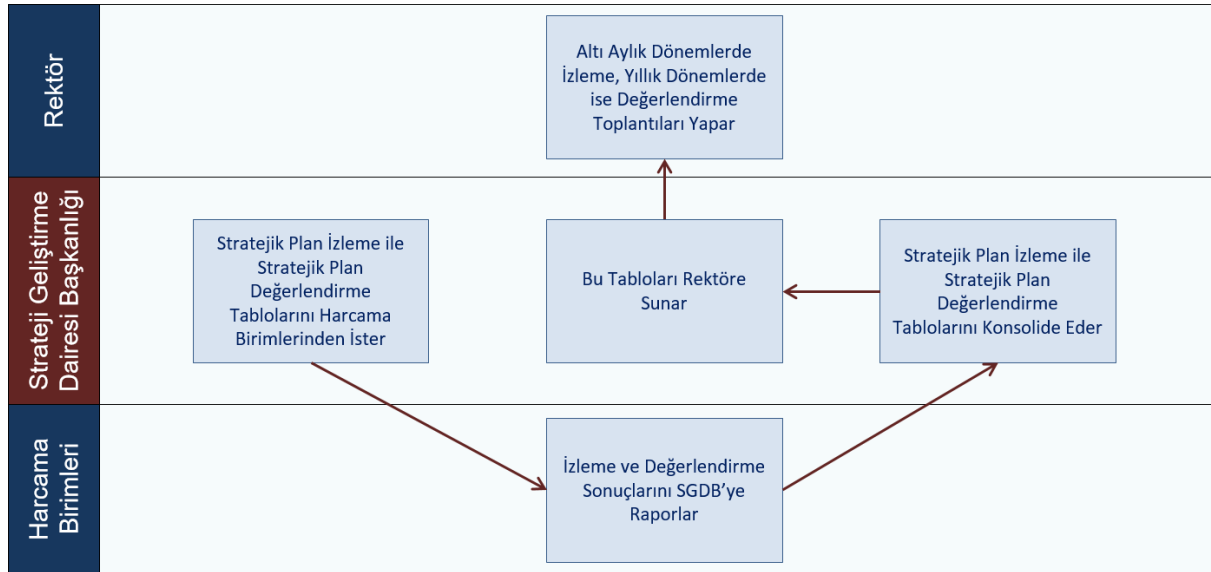 Rektör
Altı Aylık Dönemlerde
İzleme, Yıllık Dönemlerde
ise Değerlendirme
Toplantıları Yapar
Strateji Geliştirme
Dairesi Başkanlığı
Stratejik Plan İzleme ile
Stratejik Plan
Değerlendirme
Tablolarını Harcama
Birimlerinden İster
Bu Tabloları Rektöre
Sunar
Stratejik Plan İzleme ile
Stratejik Plan
Değerlendirme
Tablolarını Konsolide Eder
Harcama
Birimleri
İzleme ve Değerlendirme
Sonuçlarını SGDB’ye
Raporlar